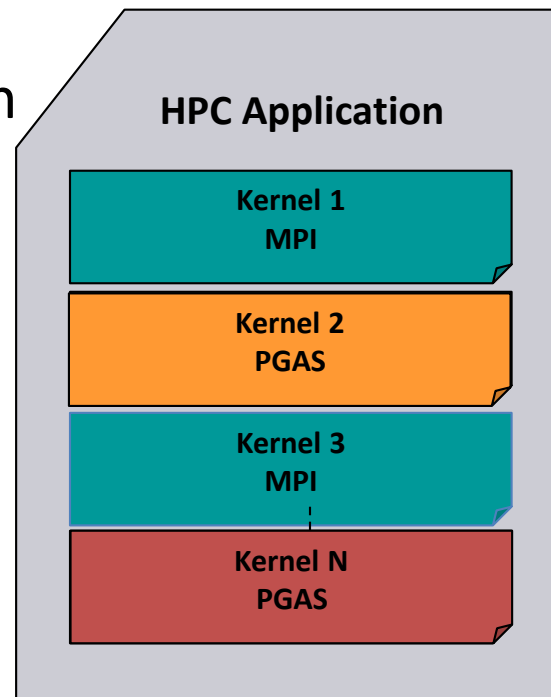 n
HPC Application
Kernel 1
MPI
Kernel 2
PGAS
Kernel 3
MPI
Kernel N
PGAS